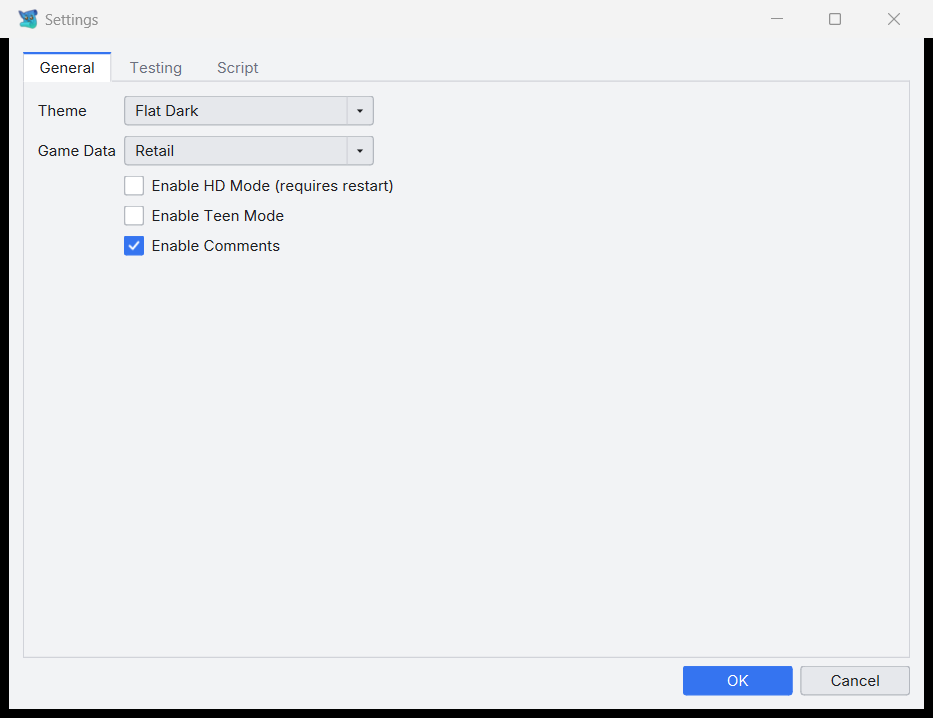 Settings
General Testing Script
Theme Flat Dark
Game Data Retail
Enable HD Mode (requires restart)
Enable Teen Mode
Enable Comments
OK Cancel